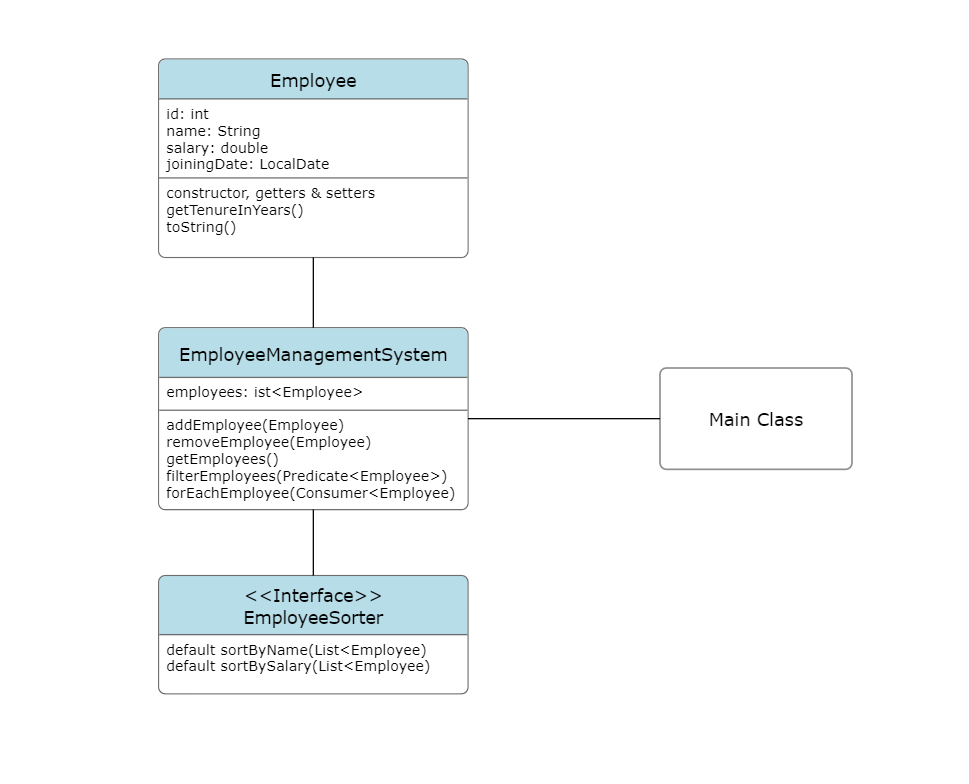 Employee
id: int
name: String
salary: double
joiningDate: LocalDate
constructor, getters & setters
getTenureInYears()
toString()
EmployeeManagementSystem
employees: ist<Employee>
addEmployee(Employee)
removeEmployee(Employee)
getEmployees()
filterEmployees(Predicate<Employee>)
forEachEmployee(Consumer<Employee)
Main Class
<<Interface>>
EmployeeSorter
default sortByName(List<Employee)
default sortBySalary(List<Employee)